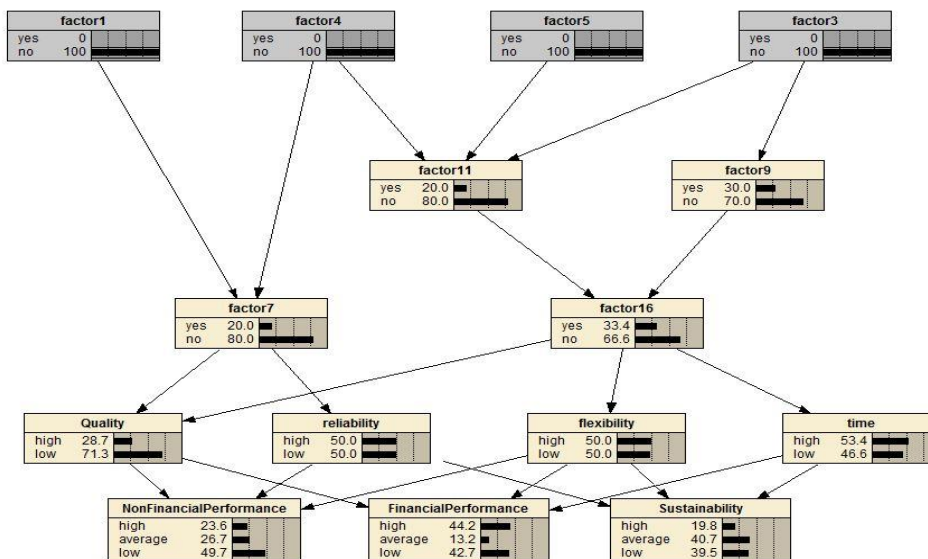 factor1
yes 0
no 100
factor4
yes 0
no 100
factor5
yes 0
no 100
factor3
yes 0
no 100
factor11
yes 20.0
no 80.0
factor9
yes 30.0
no 70.0
factor7
yes 20.0
no 80.0
factor16
yes 33.4
no 66.6
Quality
high 28.7
low 71.3
reliability
high 50.0
low 50.0
flexibility
high 50.0
low 50.0
time
high 53.4
low 46.6
NonFinancialPerformance
high 23.6
average 26.7
low 49.7
FinancialPerformance
high 44.2
average 13.2
low 42.7
Sustainability
high 19.8
average 40.7
low 39.5